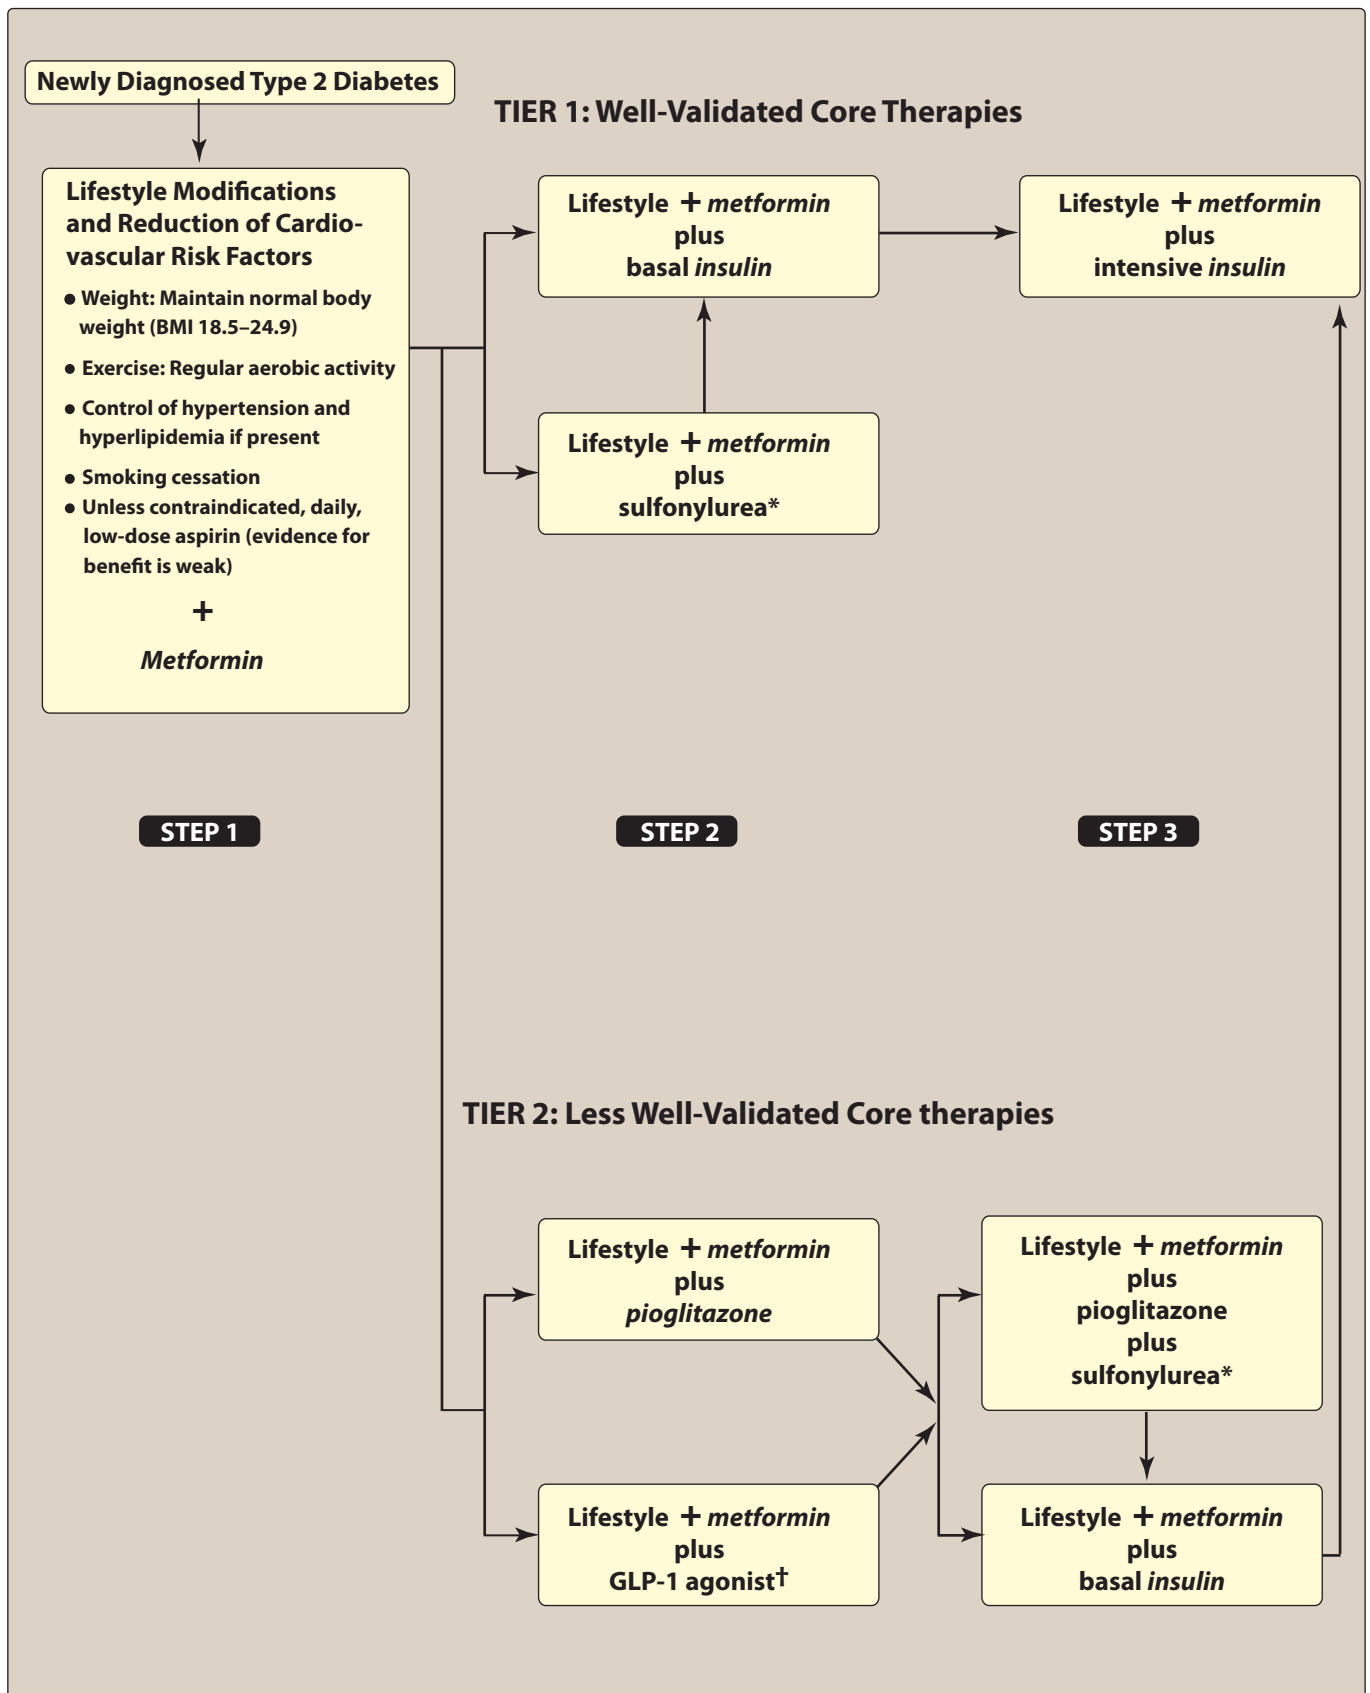 Newly Diagnosed Type 2 Diabetes
TIER 1: Well-Validated Core Therapies
Lifestyle Modifications
and Reduction of Cardio-
vascular Risk Factors
● Weight: Maintain normal body
weight (BMI 18.5–24.9)
● Exercise: Regular aerobic activity
● Control of hypertension and
hyperlipidemia if present
● Smoking cessation
● Unless contraindicated, daily,
low-dose aspirin (evidence for
benefit is weak)
+
Metformin
Lifestyle + metformin
plus
basal insulin
Lifestyle + metformin
plus
intensive insulin
Lifestyle + metformin
plus
sulfonylurea*
STEP 1
STEP 2
STEP 3
TIER 2: Less Well-Validated Core therapies
Lifestyle + metformin
plus
pioglitazone
Lifestyle + metformin
plus
pioglitazone
plus
sulfonylurea*
Lifestyle + metformin
plus
GLP-1 agonist†
Lifestyle + metformin
plus
basal insulin